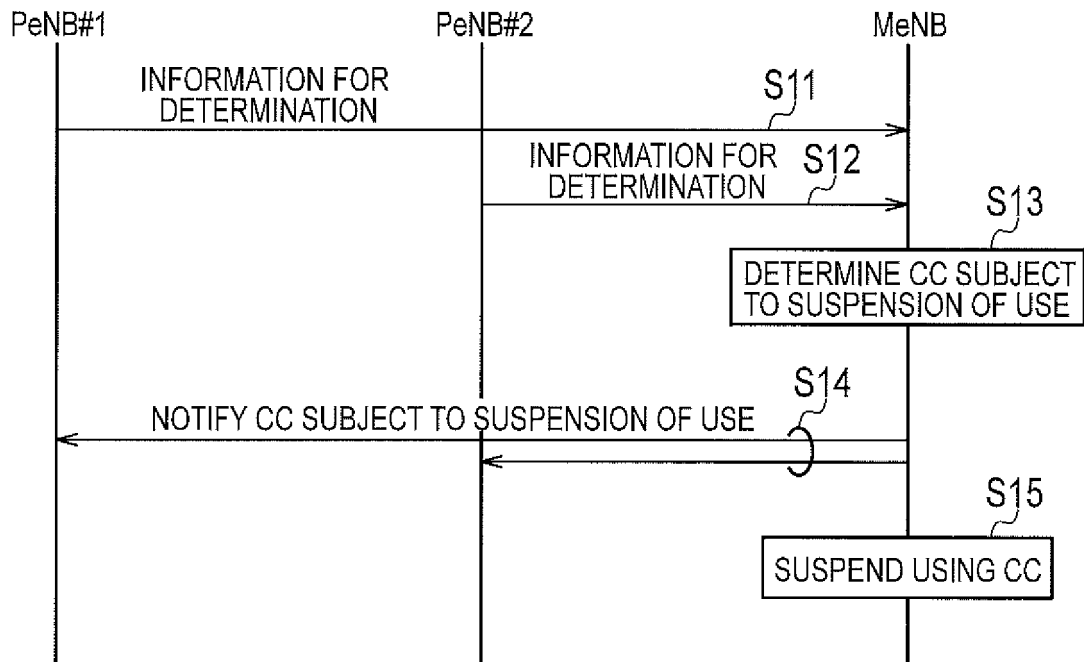 PeNB#1
PeNB#2
MeNB
INFORMATION FOR
DETERMINATION
S11
INFORMATION FOR
DETERMINATION
S12
S13
DETERMINE CC SUBJECT
TO SUSPENSION OF USE
S14
NOTIFY CC SUBJECT TO SUSPENSION OF USE
S15
SUSPEND USING CC